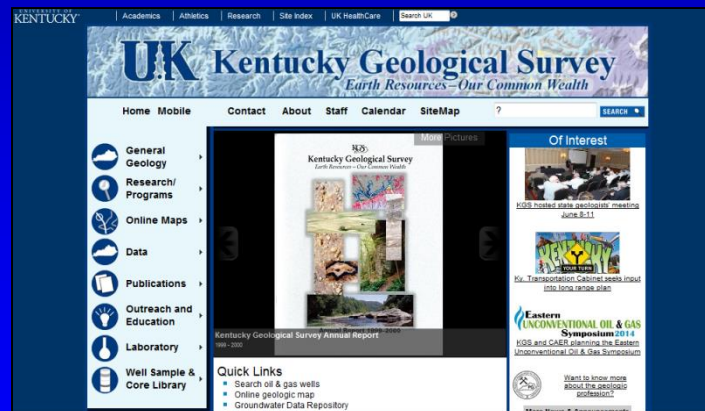 UNIVERSITY OF
KENTUCKY
Academics
Athletics
Research
Site Index
UK HealthCare
Search UK
UK Kentucky Geological Survey
Earth Resources–Our Common Wealth
Home Mobile Contact About Staff Calendar SiteMap
?
SEARCH
General
Geology
Research/
Programs
Online Maps
Data
Publications
Outreach and
Education
Laboratory
Well Sample &
Core Library
More Pictures
Kentucky Geological Survey
Earth Resources–Our Common Wealth
Kentucky Geological Survey Annual Report
1999 - 2000
Quick Links
Search oil & gas wells
Online geologic map
Groundwater Data Repository
Of Interest
KGS hosted state geologists' meeting
June 8-11
KENTUCKY
YOUR TURN
Ky. Transportation Cabinet seeks input
into long range plan
Eastern
UNCONVENTIONAL OIL & GAS
Symposium 2014
KGS and CAER planning the Eastern
Unconventional Oil & Gas Symposium
Want to know more
about the geologic
profession?
More News & Announcements